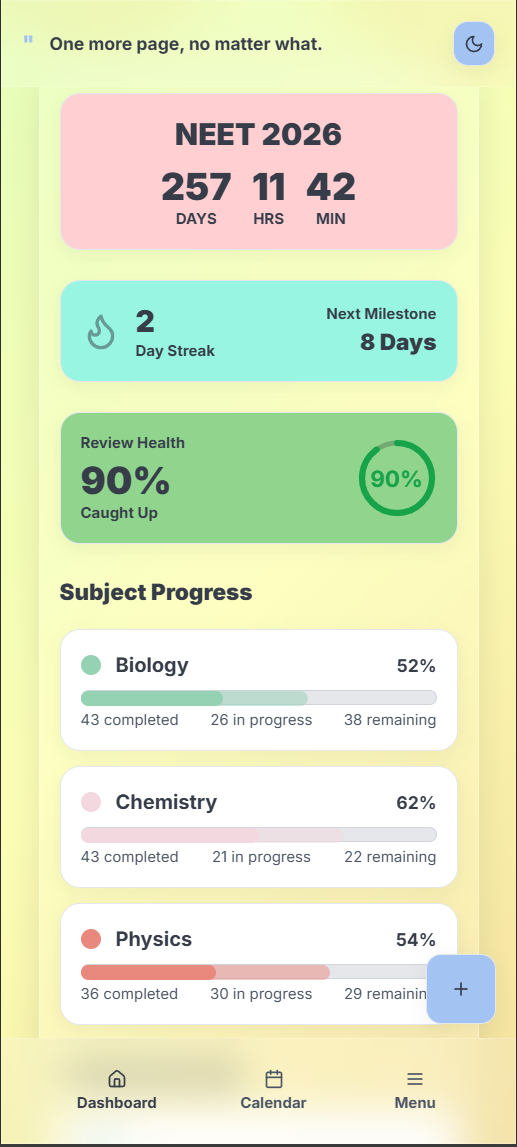 " One more page, no matter what.
NEET 2026
257 11 42
DAYS HRS MIN
2
Day Streak
Next Milestone
8 Days
Review Health
90%
Caught Up
90%
Subject Progress
Biology 52%
43 completed 26 in progress 38 remaining
Chemistry 62%
43 completed 21 in progress 22 remaining
Physics 54%
36 completed 30 in progress 29 remainin
+
Dashboard Calendar Menu